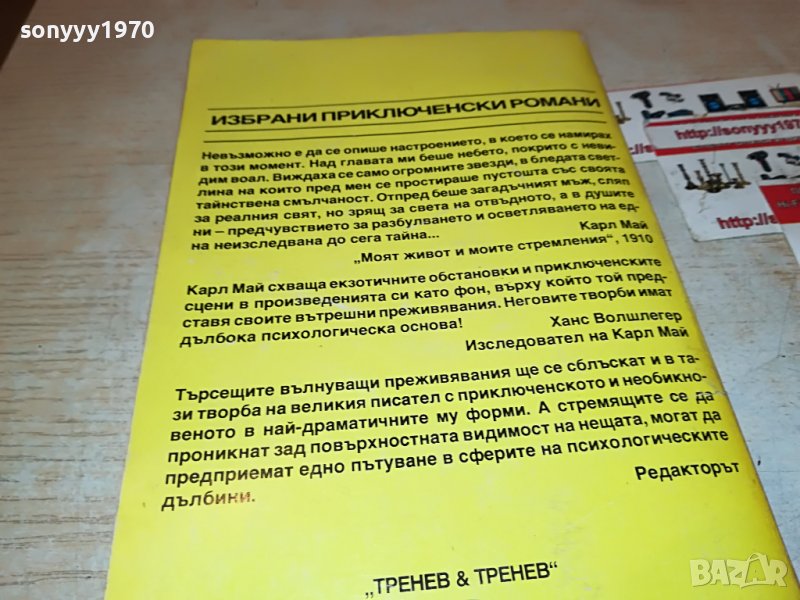 sonyyy1970
ИЗБРАНИ ПРИКЛЮЧЕНСКИ РОМАНИ
Невъзможно е да се опише настроението, в което се намирах
в този момент. Над главата ми беше небето, покрито с неви-
дим воал. Виждаха се само огромните звезди, в бледата свет-
лина на които пред мен се простираше пустошта със своята
тайнствена смълчаност. Отпред беше загадъчният мъж, сляп
за реалния свят, но зрящ за света на отвъдното, а в душите
ни – предчувствието за разбулването и осветляването на ед-
на неизследвана до сега тайна...
Карл Май
„Моят живот и моите стремления“, 1910
Карл Май схваща екзотичните обстановки и приключенските
сцени в произведенията си като фон, върху който той пред-
ставя своите вътрешни преживявания. Неговите творби имат
дълбока психологическа основа!
Ханс Волшлегер
Изследовател на Карл Май
Търсещите вълнуващи преживявания ще се сблъскат и в та-
зи творба на великия писател с приключенското и необикно-
веното в най-драматичните му форми. А стремящите се да
проникнат зад повърхностната видимост на нещата, могат да
предприемат едно пътуване в сферите на психологическите
дълбини.
Редакторът
„ТРЕНЕВ & ТРЕНЕВ“
http://sonyyy197
http://s
BAZAR